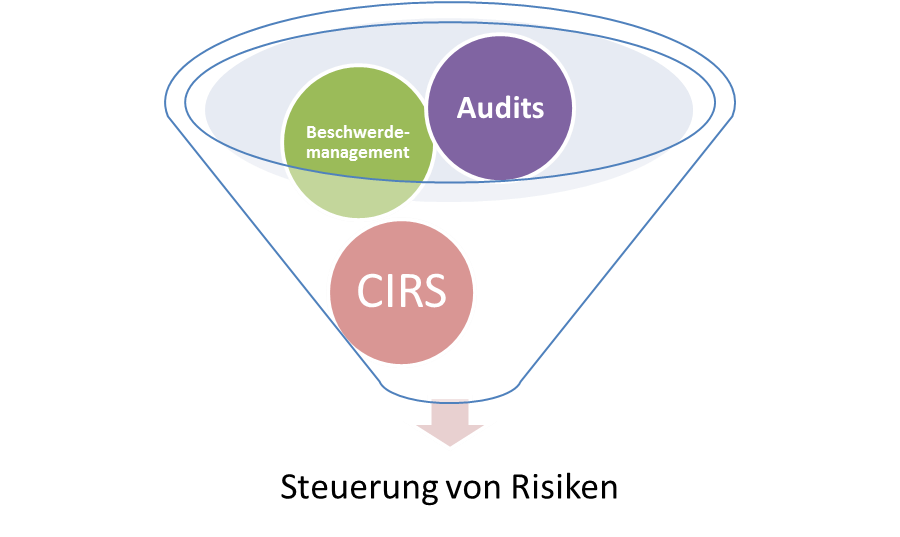 Audits
Beschwerde-
management
CIRS
Steuerung von Risiken